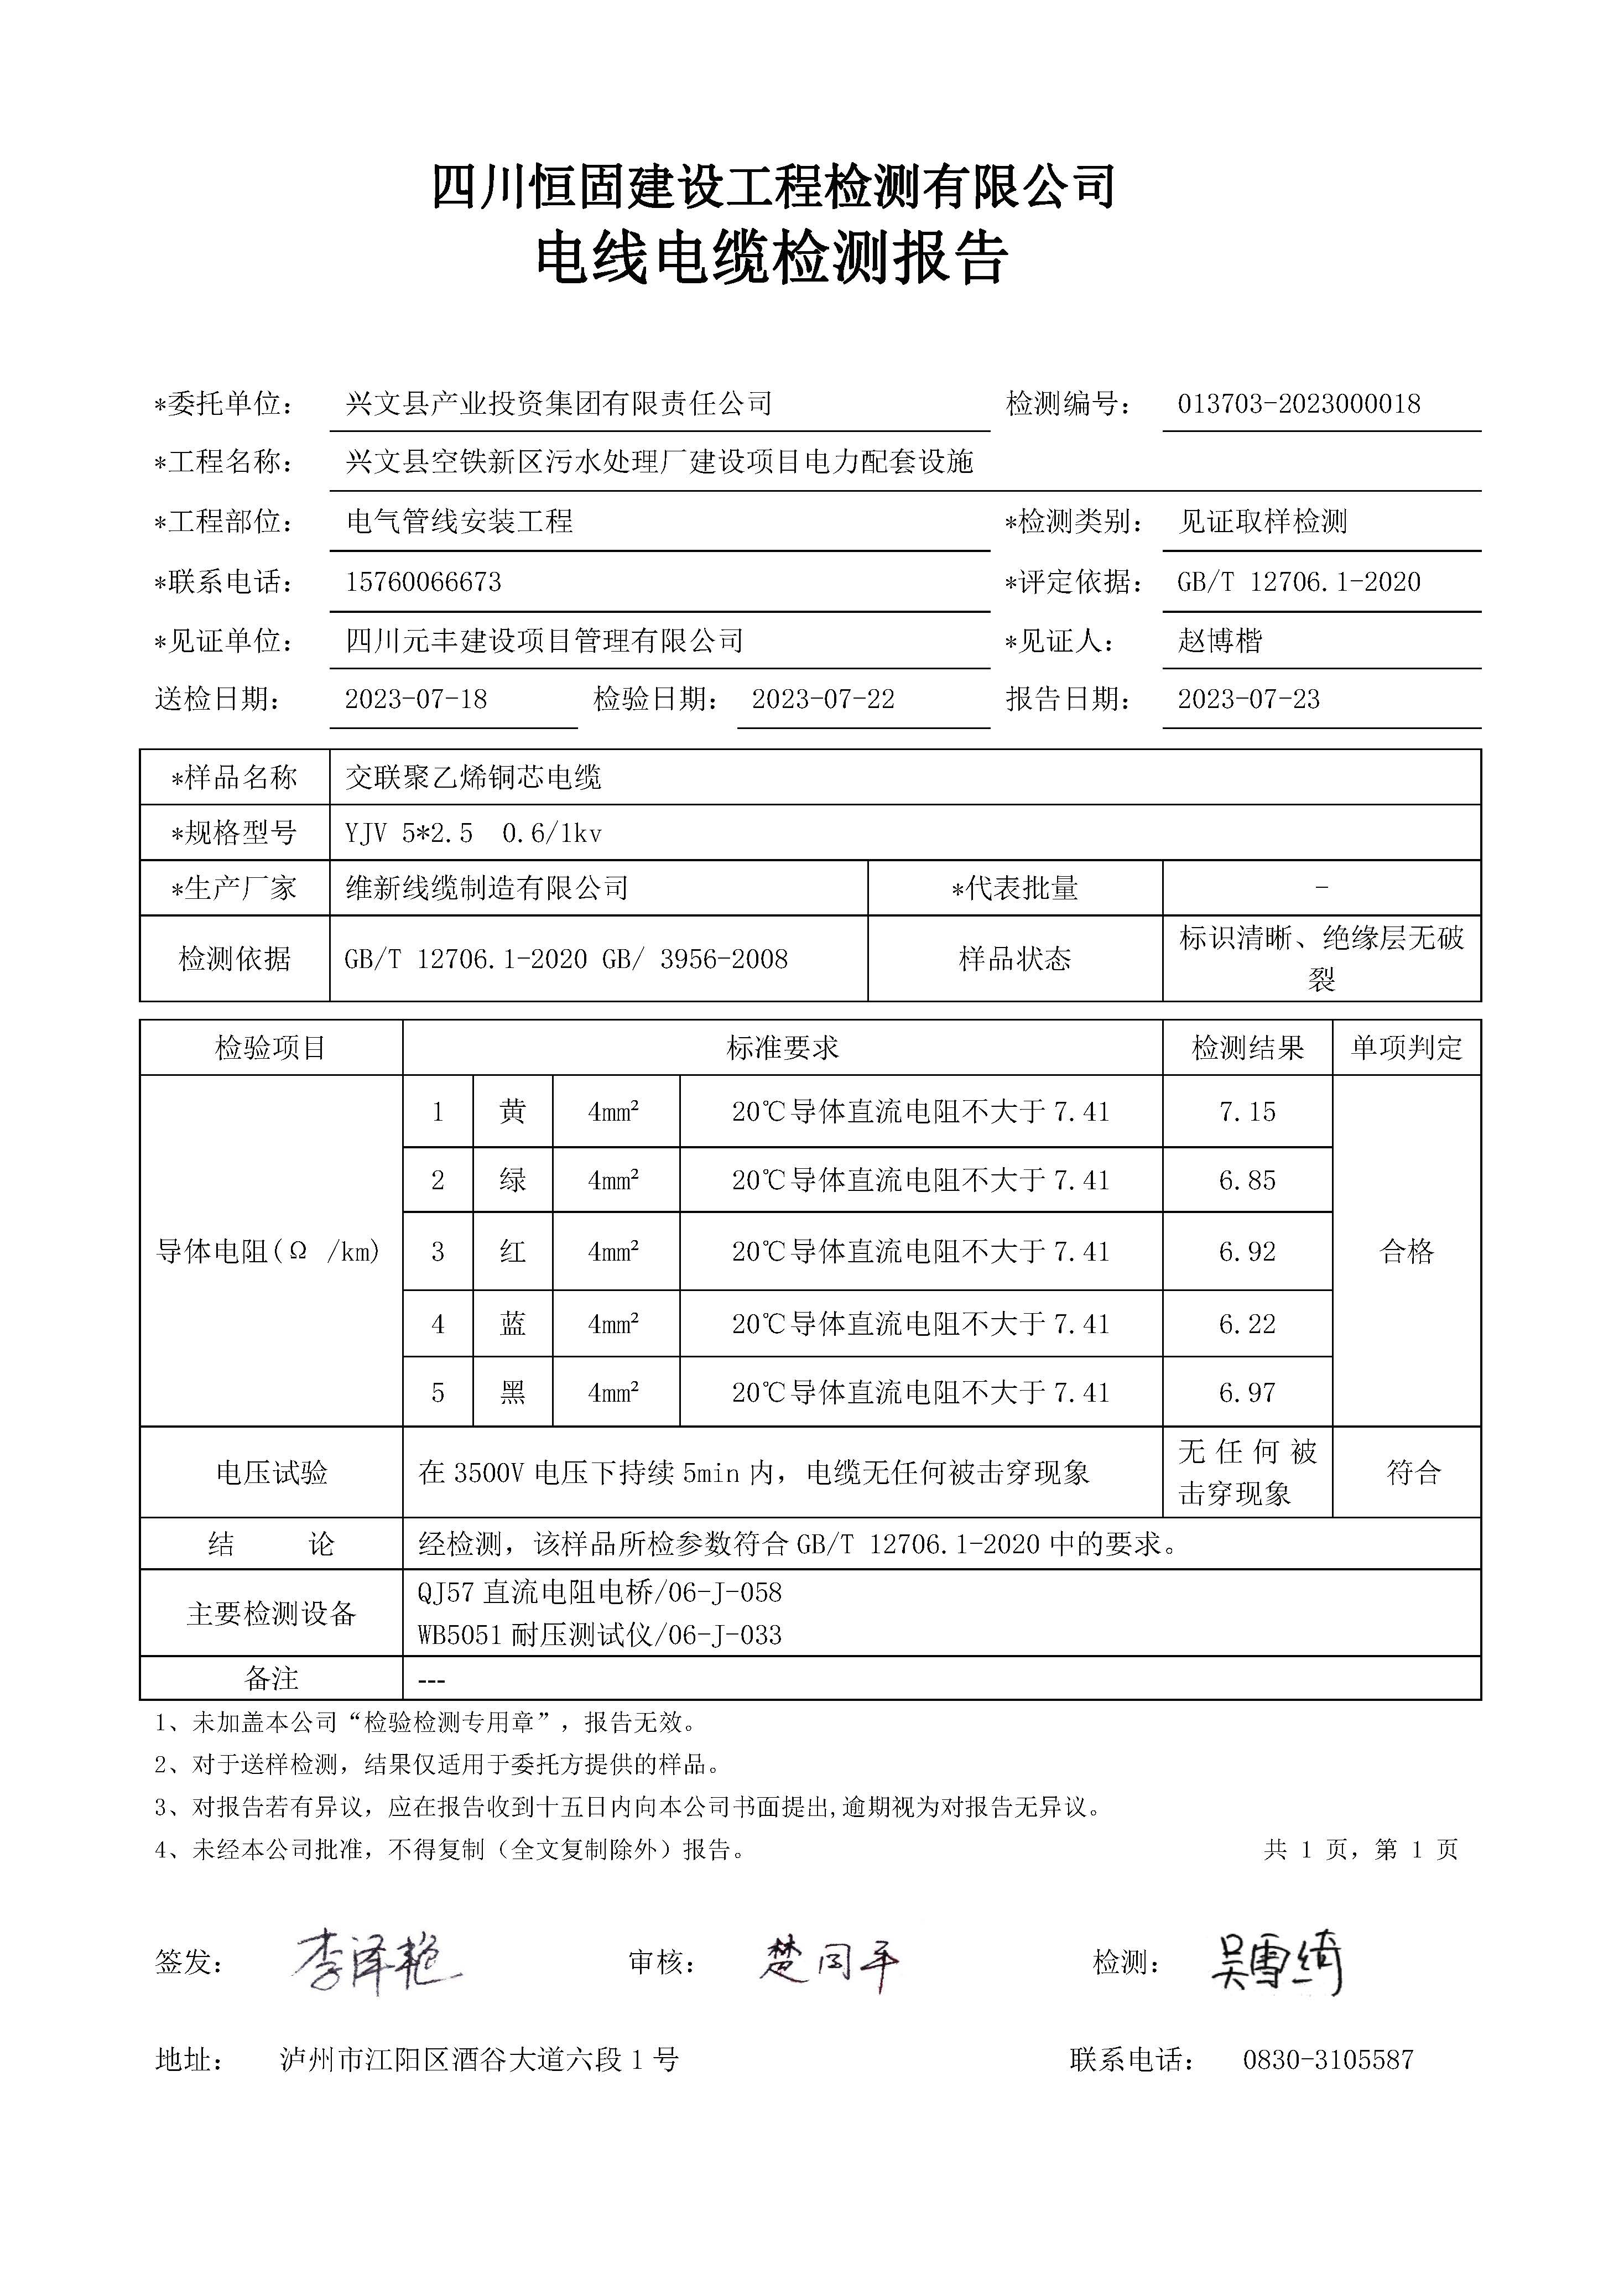 四川恒固建设工程检测有限公司
电线电缆检测报告
*委托单位： 兴文县产业投资集团有限责任公司 检测编号： 013703-2023000018
*工程名称： 兴文县空铁新区污水处理厂建设项目电力配套设施
*工程部位： 电气管线安装工程 *检测类别： 见证取样检测
*联系电话： 15760066673 *评定依据： GB/T 12706.1-2020
*见证单位： 四川元丰建设项目管理有限公司 *见证人： 赵博楷
送检日期： 2023-07-18 检验日期： 2023-07-22 报告日期： 2023-07-23
*样品名称 交联聚乙烯铜芯电缆
*规格型号 YJV 5*2.5 0.6/1kv
*生产厂家 维新线缆制造有限公司 *代表批量 -
检测依据 GB/T 12706.1-2020 GB/ 3956-2008 样品状态 标识清晰、绝缘层无破
裂
检验项目 标准要求 检测结果 单项判定
1 黄 4mm² 20℃导体直流电阻不大于 7.41 7.15
2 绿 4mm² 20℃导体直流电阻不大于 7.41 6.85
导体电阻(Ω /km) 3 红 4mm² 20℃导体直流电阻不大于 7.41 6.92 合格
4 蓝 4mm² 20℃导体直流电阻不大于 7.41 6.22
5 黑 4mm² 20℃导体直流电阻不大于 7.41 6.97
电压试验 在 3500V 电压下持续 5min 内，电缆无任何被击穿现象 无任何被
击穿现象 符合
结 论 经检测，该样品所检参数符合 GB/T 12706.1-2020 中的要求。
主要检测设备 QJ57 直流电阻电桥/06-J-058
WB5051 耐压测试仪/06-J-033
备注 ---
1、未加盖本公司“检验检测专用章”，报告无效。
2、对于送样检测，结果仅适用于委托方提供的样品。
3、对报告若有异议，应在报告收到十五日内向本公司书面提出,逾期视为对报告无异议。
4、未经本公司批准，不得复制（全文复制除外）报告。 共 1 页，第 1 页
签发： 李泽艳 审核： 楚同平 检测： 吴雪绮
地址： 泸州市江阳区酒谷大道六段 1 号 联系电话： 0830-3105587